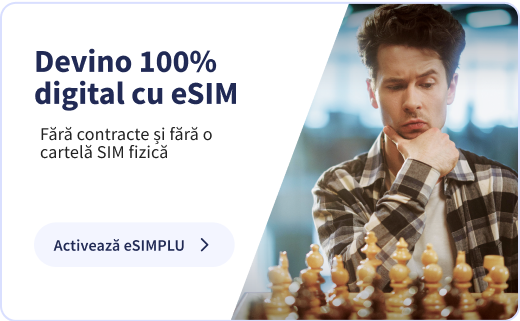 Devino 100%
digital cu eSIM
Fără contracte și fără o
cartelă SIM fizică
Activează eSIMPLU